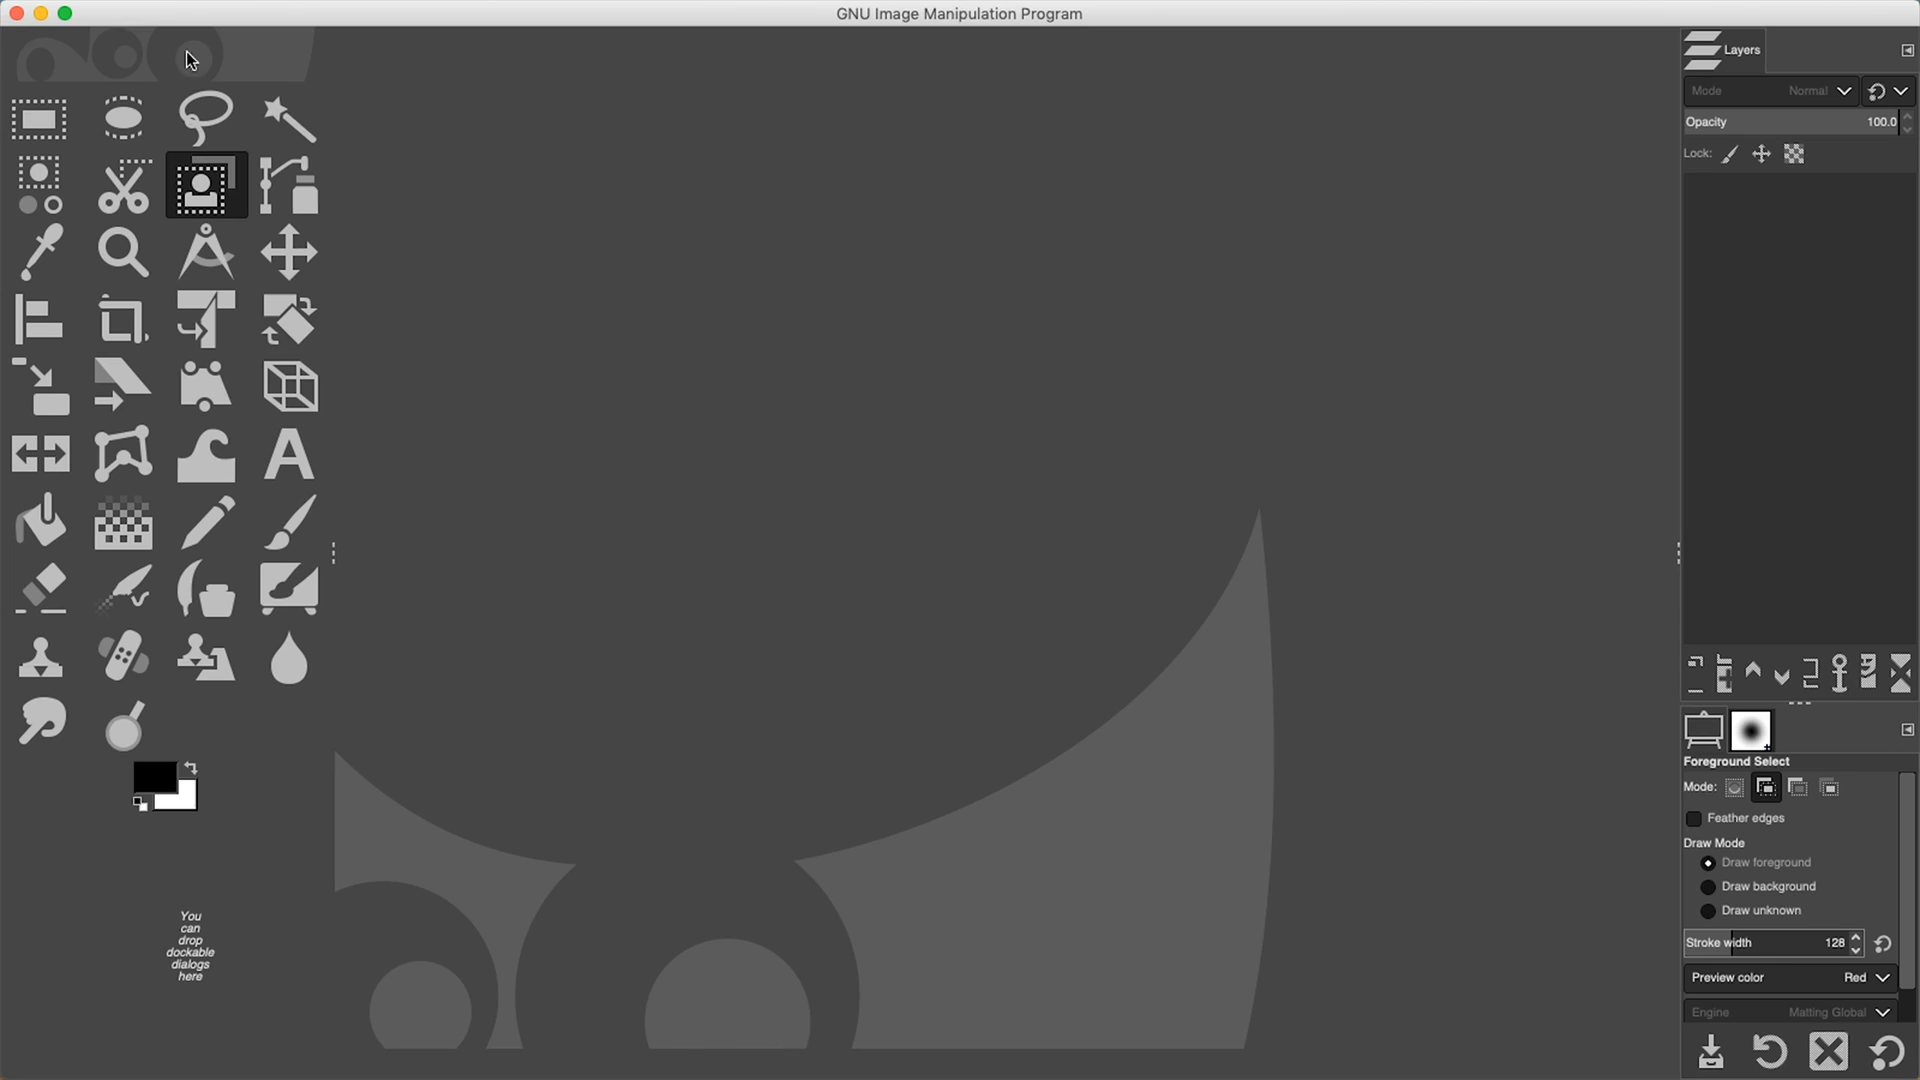 GNU Image Manipulation Program
Layers
Mode Normal
Opacity 100.0
Lock:
Foreground Select
Mode:
Feather edges
Draw Mode
Draw foreground
Draw background
Draw unknown
Stroke width 128
Preview color Red
Engine Matting Global
You
can
drop
dockable
dialogs
here